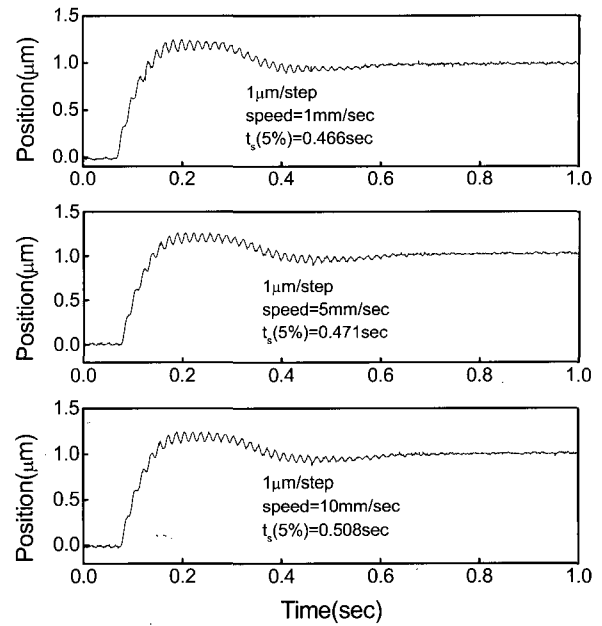 1.5
1.0
0.5
0.0
Position(μm)
1μm/step
speed=1mm/sec
ts(5%)=0.466sec
0.0 0.2 0.4 0.6 0.8 1.0
1.5
1.0
0.5
0.0
Position(μm)
1μm/step
speed=5mm/sec
ts(5%)=0.471sec
0.0 0.2 0.4 0.6 0.8 1.0
1.5
1.0
0.5
0.0
Position(μm)
1μm/step
speed=10mm/sec
ts(5%)=0.508sec
0.0 0.2 0.4 0.6 0.8 1.0
Time(sec)